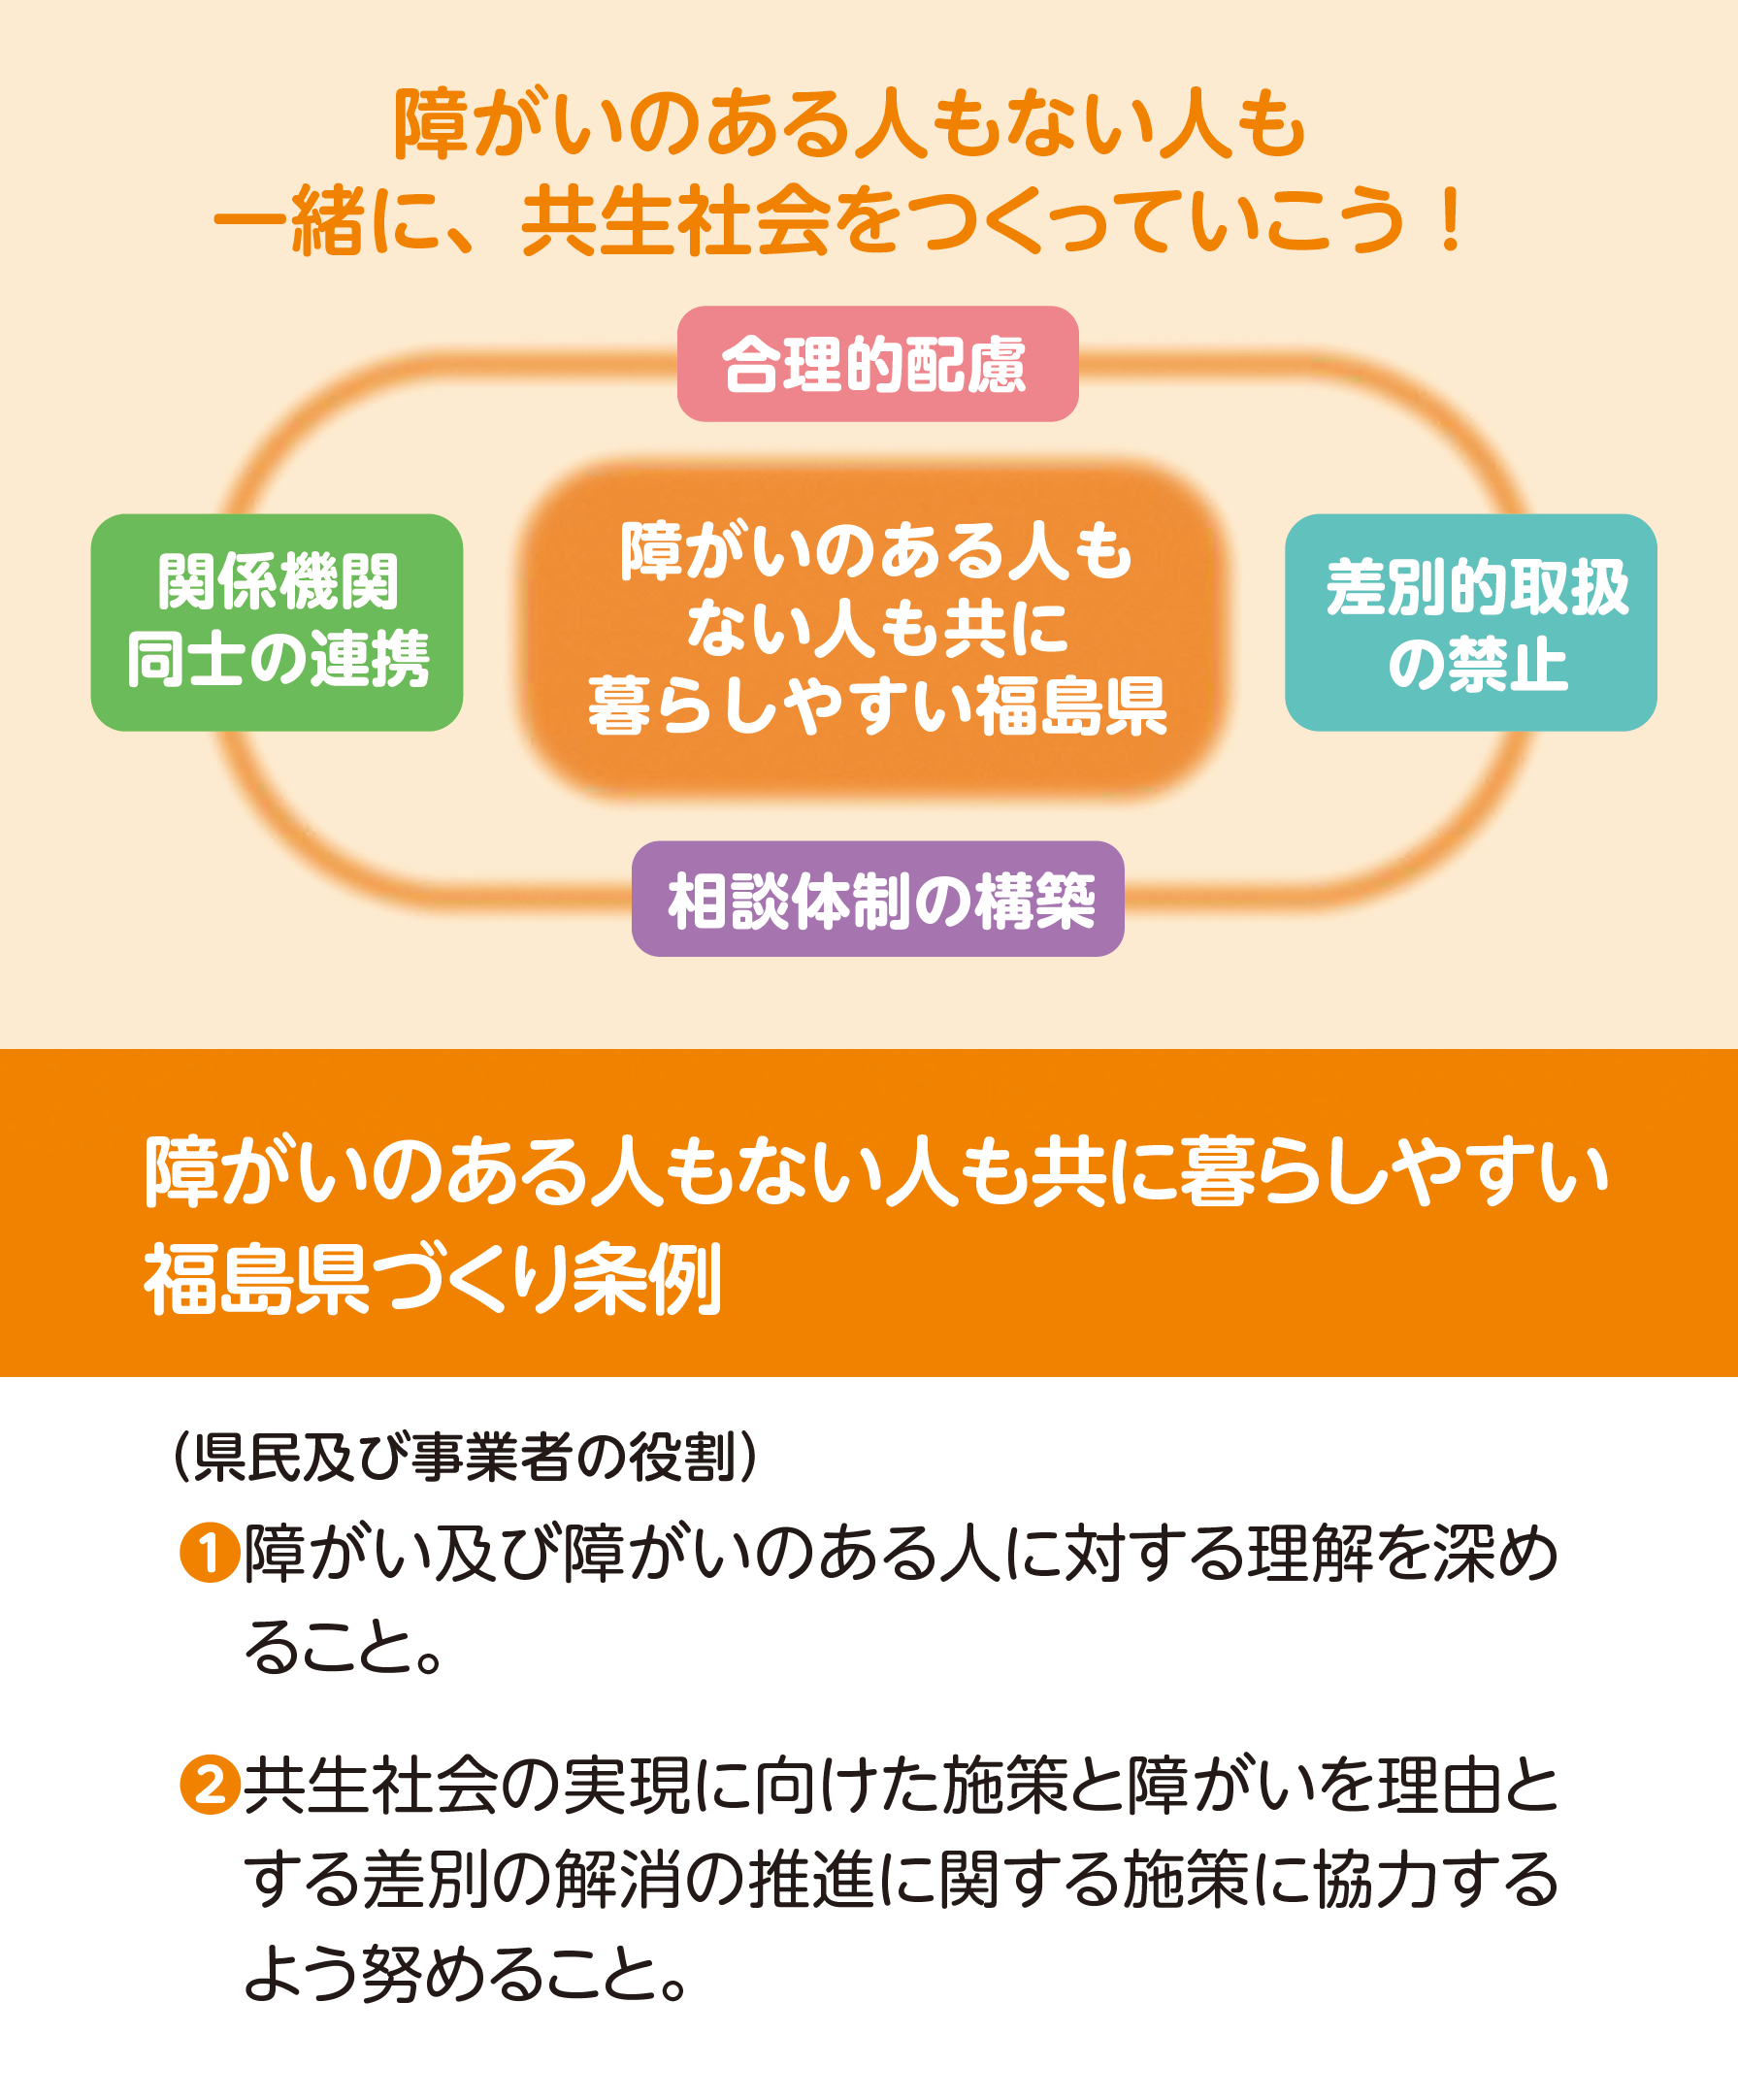 障がいのある人もない人も
一緒に、共生社会をつくっていこう！
合理的配慮
関係機関
同士の連携
障がいのある人も
ない人も共に
暮らしやすい福島県
差別的取扱
の禁止
相談体制の構築
障がいのある人もない人も共に暮らしやすい
福島県づくり条例
（県民及び事業者の役割）
❶障がい及び障がいのある人に対する理解を深め
ること。
❷共生社会の実現に向けた施策と障がいを理由と
する差別の解消の推進に関する施策に協力する
よう努めること。